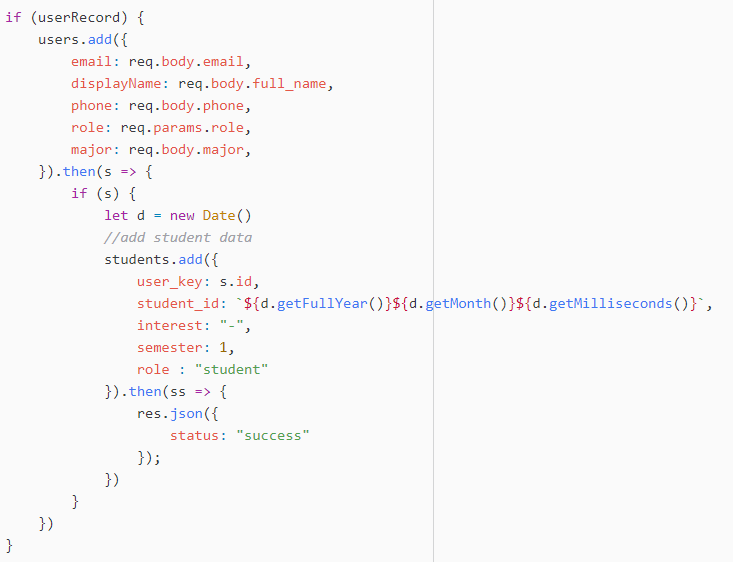 if (userRecord) {
    users.add({
        email: req.body.email,
        displayName: req.body.full_name,
        phone: req.body.phone,
        role: req.params.role,
        major: req.body.major,
    }).then(s => {
        if (s) {
            let d = new Date()
            //add student data
            students.add({
                user_key: s.id,
                student_id: `${d.getFullYear()}${d.getMonth()}${d.getMilliseconds()}`,
                interest: "-",
                semester: 1,
                role : "student"
            }).then(ss => {
                res.json({
                    status: "success"
                });
            })
        }
    })
}